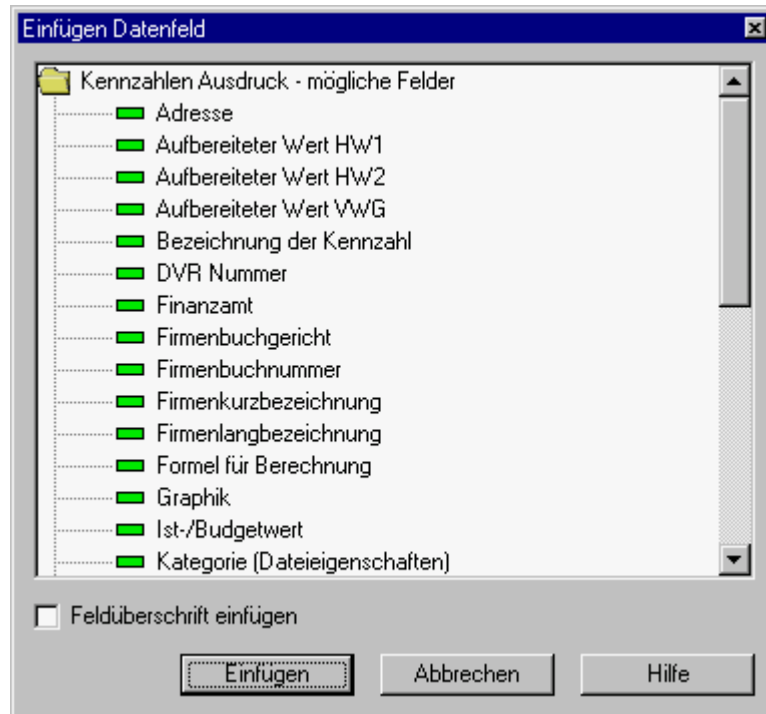 Einfügen Datenfeld
Kennzahlen Ausdruck - mögliche Felder
Adresse
Aufbereiteter Wert HW1
Aufbereiteter Wert HW2
Aufbereiteter Wert VWG
Bezeichnung der Kennzahl
DVR Nummer
Finanzamt
Firmenbuchgericht
Firmenbuchnummer
Firmenkurzbezeichnung
Firmenlangbezeichnung
Formel für Berechnung
Graphik
Ist-/Budgetwert
Kategorie (Dateieigenschaften)
Feldüberschrift einfügen
Einfügen Abbrechen Hilfe